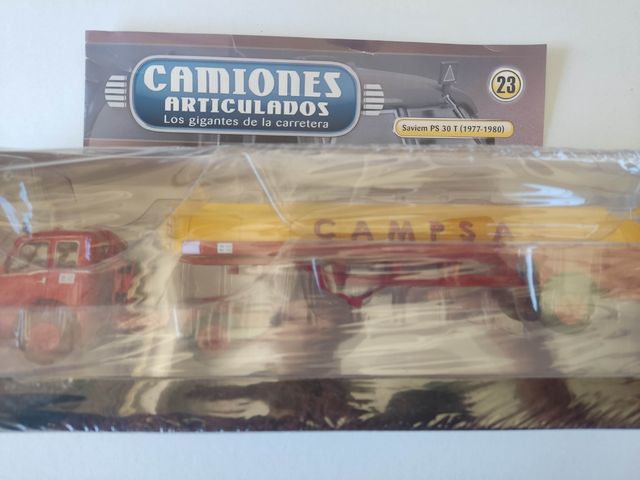 CAMIONES
ARTICULADOS
Los gigantes de la carretera
23
Saviem PS 30 T (1977-1980)
CAMPSA